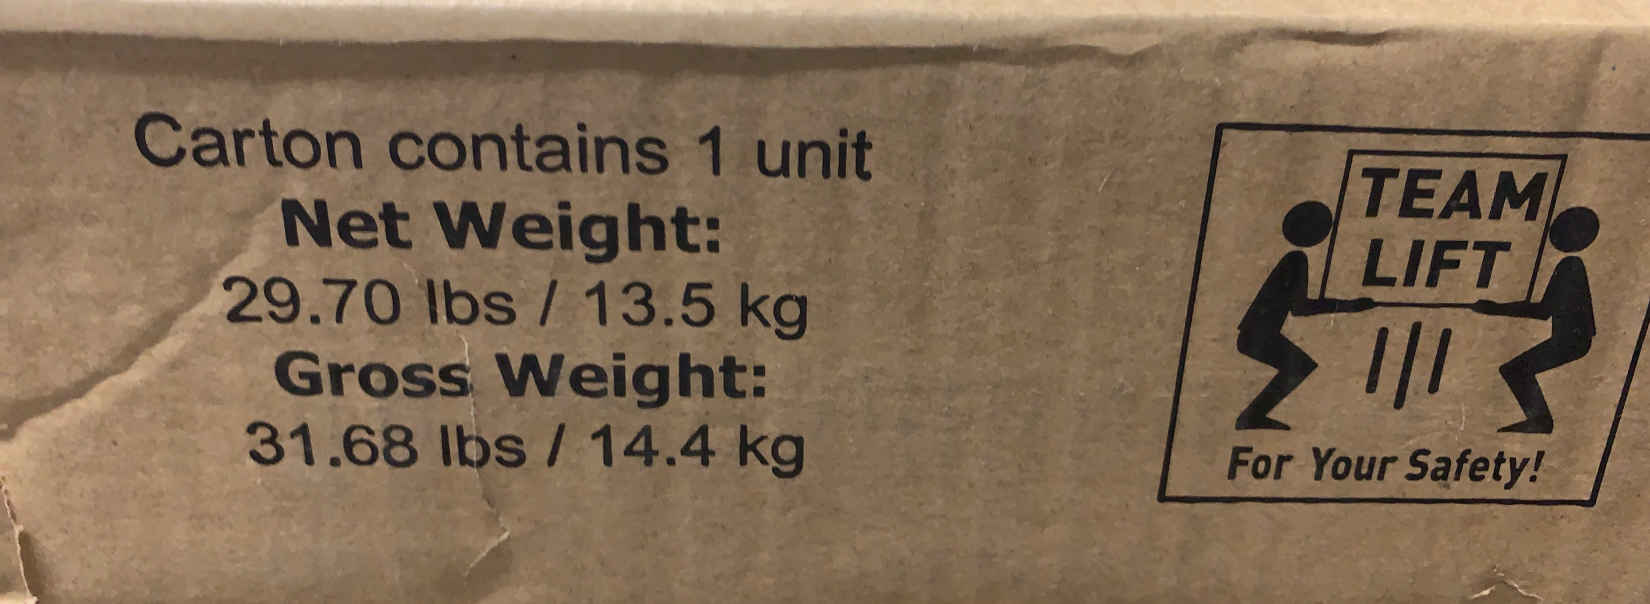 Carton contains 1 unit
Net Weight:
29.70 lbs / 13.5 kg
Gross Weight:
31.68 lbs / 14.4 kg
TEAM
LIFT
For Your Safety!